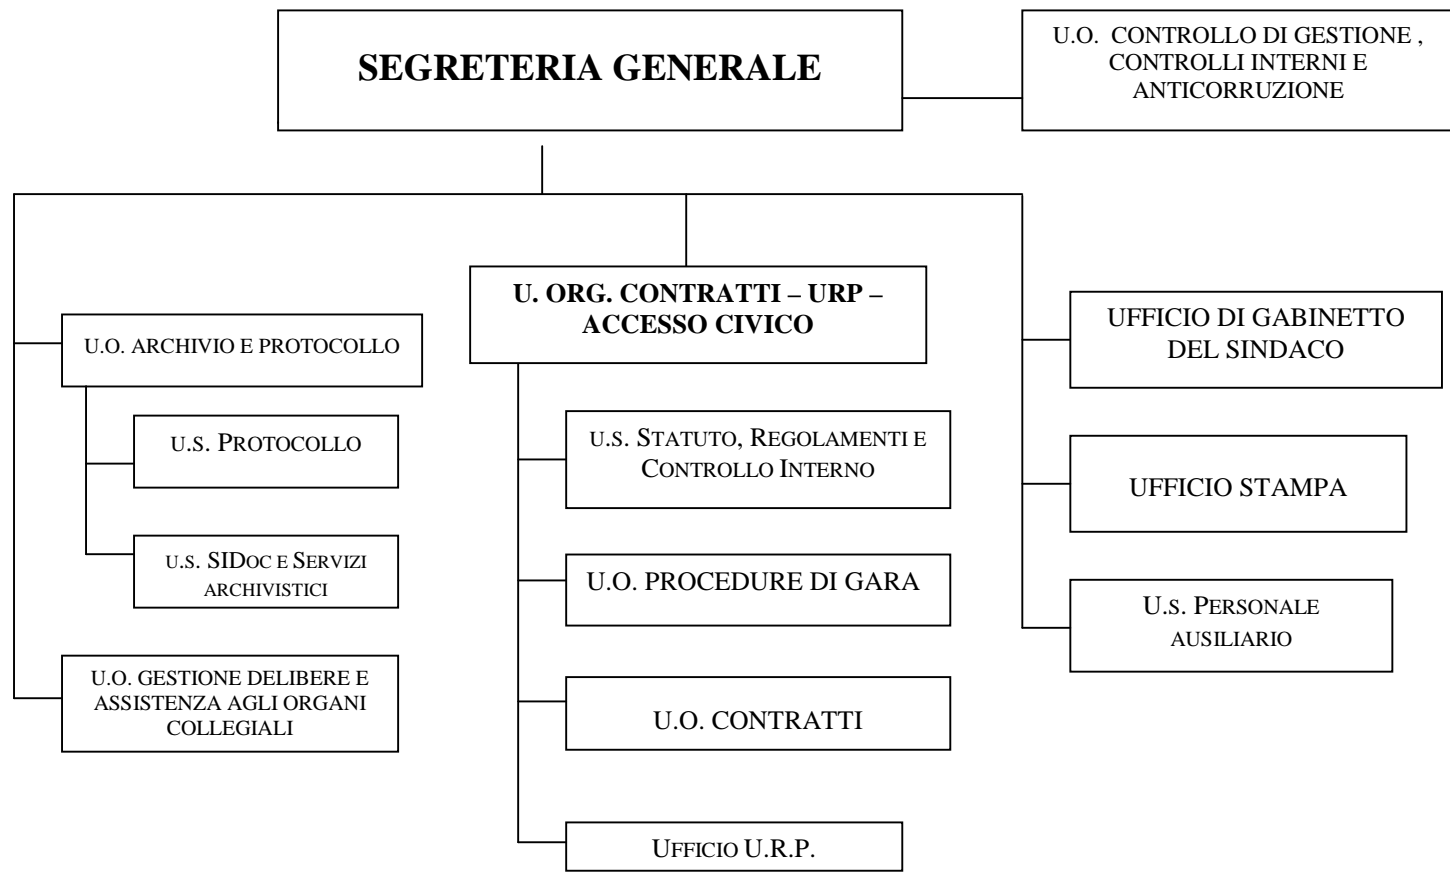 SEGRETERIA GENERALE
U.O. CONTROLLO DI GESTIONE ,
CONTROLLI INTERNI E
ANTICORRUZIONE
U.O. ARCHIVIO E PROTOCOLLO
U.S. PROTOCOLLO
U.S. SIDOC E SERVIZI
ARCHIVISTICI
U.O. GESTIONE DELIBERE E
ASSISTENZA AGLI ORGANI
COLLEGIALI
U. ORG. CONTRATTI – URP –
ACCESSO CIVICO
U.S. STATUTO, REGOLAMENTI E
CONTROLLO INTERNO
U.O. PROCEDURE DI GARA
U.O. CONTRATTI
UFFICIO U.R.P.
UFFICIO DI GABINETTO
DEL SINDACO
UFFICIO STAMPA
U.S. PERSONALE
AUSILIARIO